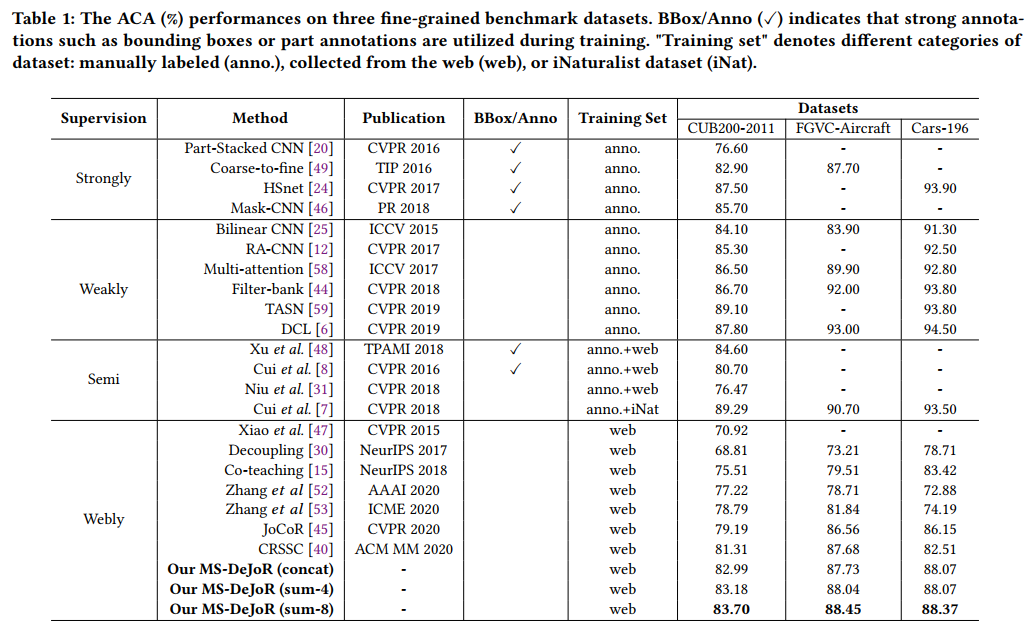 Table 1: The ACA (%) performances on three fine-grained benchmark datasets. BBox/Anno (✓) indicates that strong annota-
tions such as bounding boxes or part annotations are utilized during training. "Training set" denotes different categories of
dataset: manually labeled (anno.), collected from the web (web), or iNaturalist dataset (iNat).
Supervision Method Publication BBox/Anno Training Set Datasets
CUB200-2011 FGVC-Aircraft Cars-196
Strongly
Part-Stacked CNN [20] CVPR 2016 ✓ anno. 76.60 - -
Coarse-to-fine [49] TIP 2016 ✓ anno. 82.90 87.70 -
HSnet [24] CVPR 2017 ✓ anno. 87.50 - 93.90
Mask-CNN [46] PR 2018 ✓ anno. 85.70 - -
Weakly
Bilinear CNN [25] ICCV 2015 anno. 84.10 83.90 91.30
RA-CNN [12] CVPR 2017 anno. 85.30 - 92.50
Multi-attention [58] ICCV 2017 anno. 86.50 89.90 92.80
Filter-bank [44] CVPR 2018 anno. 86.70 92.00 93.80
TASN [59] CVPR 2019 anno. 89.10 - 93.80
DCL [6] CVPR 2019 anno. 87.80 93.00 94.50
Semi
Xu et al. [48] TPAMI 2018 ✓ anno.+web 84.60 - -
Cui et al. [8] CVPR 2016 ✓ anno.+web 80.70 - -
Niu et al. [31] CVPR 2018 anno.+web 76.47 - -
Cui et al. [7] CVPR 2018 anno.+iNat 89.29 90.70 93.50
Webly
Xiao et al. [47] CVPR 2015 web 70.92 - -
Decoupling [30] NeurIPS 2017 web 68.81 73.21 78.71
Co-teaching [15] NeurIPS 2018 web 75.51 79.51 83.42
Zhang et al [52] AAAI 2020 web 77.22 78.71 72.88
Zhang et al [53] ICME 2020 web 78.79 81.84 74.19
JoCoR [45] CVPR 2020 web 79.19 86.56 86.15
CRSSC [40] ACM MM 2020 web 81.31 87.68 82.51
Our MS-DeJoR (concat) - web 82.99 87.73 88.07
Our MS-DeJoR (sum-4) - web 83.18 88.04 88.07
Our MS-DeJoR (sum-8) - web 83.70 88.45 88.37